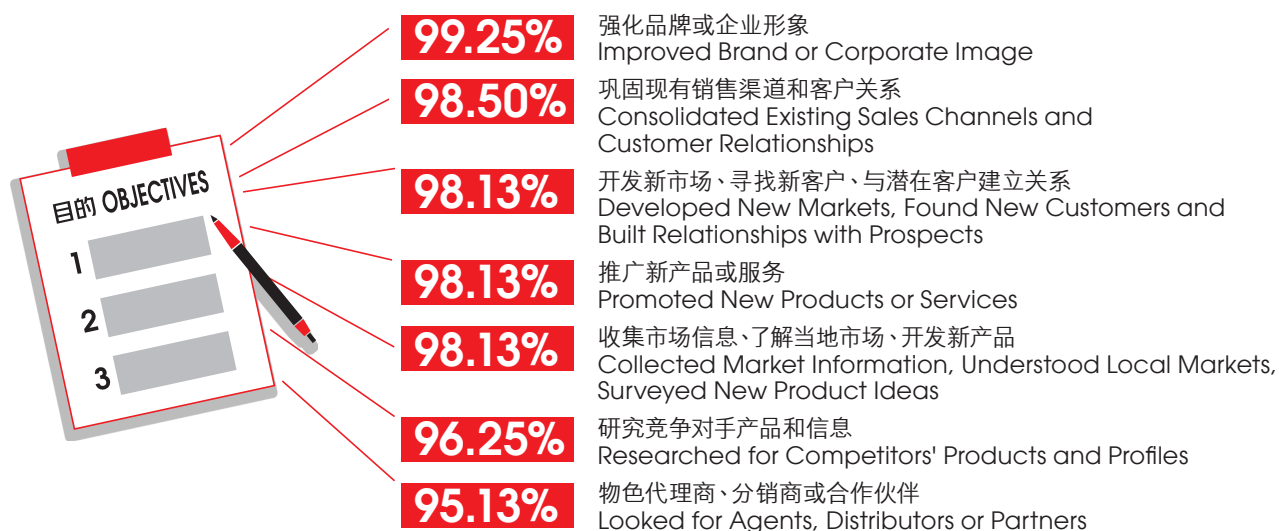 目的 OBJECTIVES
1
2
3
99.25%
强化品牌或企业形象
Improved Brand or Corporate Image
98.50%
巩固现有销售渠道和客户关系
Consolidated Existing Sales Channels and
Customer Relationships
98.13%
开发新市场、寻找新客户、与潜在客户建立关系
Developed New Markets, Found New Customers and
Built Relationships with Prospects
98.13%
推广新产品或服务
Promoted New Products or Services
98.13%
收集市场信息、了解当地市场、开发新产品
Collected Market Information, Understood Local Markets,
Surveyed New Product Ideas
96.25%
研究竞争对手产品和信息
Researched for Competitors' Products and Profiles
95.13%
物色代理商、分销商或合作伙伴
Looked for Agents, Distributors or Partners